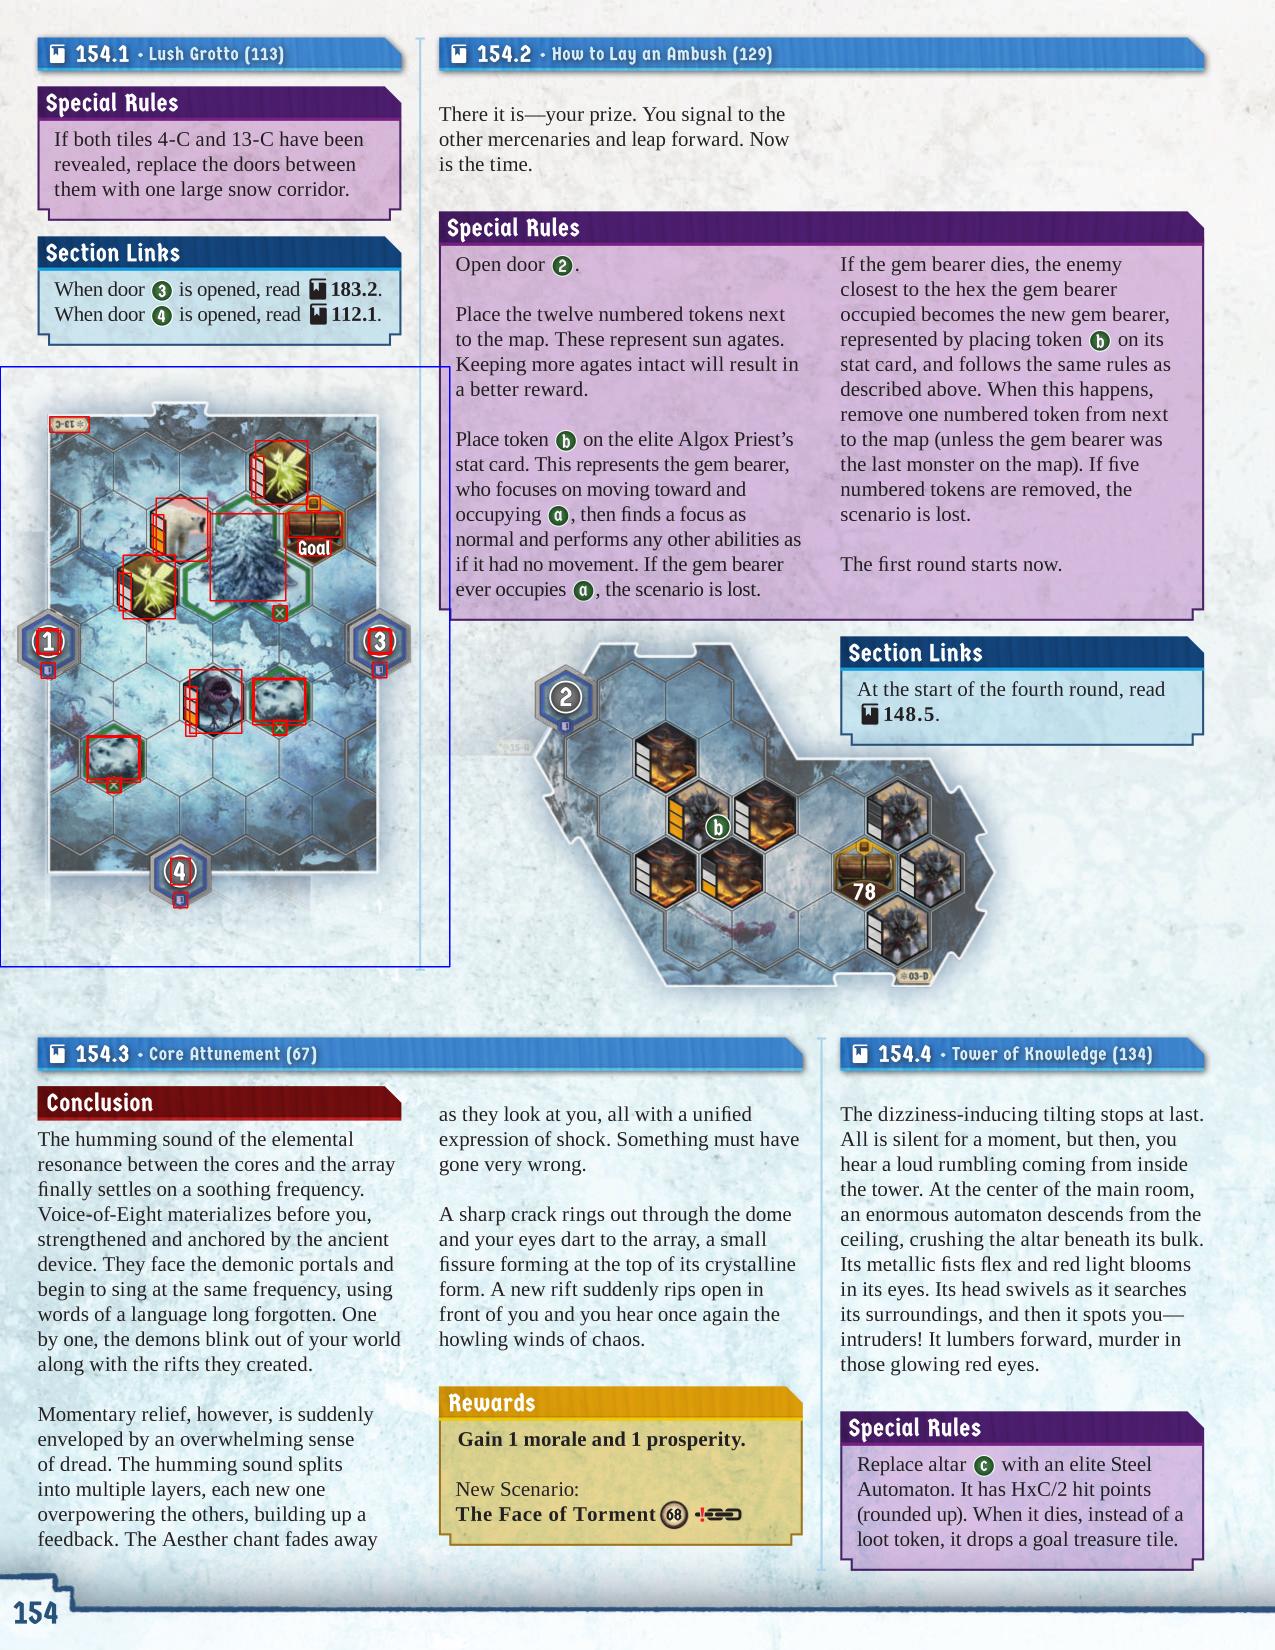 154.1 • Lush Grotto (113)
Special Rules
If both tiles 4-C and 13-C have been
revealed, replace the doors between
them with one large snow corridor.
Section Links
When door 3 is opened, read 183.2.
When door 4 is opened, read 112.1.
13-C
Goal
1
3
4
154.2 • How to Lay an Ambush (129)
There it is—your prize. You signal to the
other mercenaries and leap forward. Now
is the time.
Special Rules
Open door 2.
Place the twelve numbered tokens next
to the map. These represent sun agates.
Keeping more agates intact will result in
a better reward.
Place token b on the elite Algox Priest’s
stat card. This represents the gem bearer,
who focuses on moving toward and
occupying a, then finds a focus as
normal and performs any other abilities as
if it had no movement. If the gem bearer
ever occupies a, the scenario is lost.
If the gem bearer dies, the enemy
closest to the hex the gem bearer
occupied becomes the new gem bearer,
represented by placing token b on its
stat card, and follows the same rules as
described above. When this happens,
remove one numbered token from next
to the map (unless the gem bearer was
the last monster on the map). If five
numbered tokens are removed, the
scenario is lost.
The first round starts now.
Section Links
At the start of the fourth round, read
148.5.
2
b
78
03-D
154.3 • Core Attunement (67)
Conclusion
The humming sound of the elemental
resonance between the cores and the array
finally settles on a soothing frequency.
Voice-of-Eight materializes before you,
strengthened and anchored by the ancient
device. They face the demonic portals and
begin to sing at the same frequency, using
words of a language long forgotten. One
by one, the demons blink out of your world
along with the rifts they created.
Momentary relief, however, is suddenly
enveloped by an overwhelming sense
of dread. The humming sound splits
into multiple layers, each new one
overpowering the others, building up a
feedback. The Aesther chant fades away
as they look at you, all with a unified
expression of shock. Something must have
gone very wrong.
A sharp crack rings out through the dome
and your eyes dart to the array, a small
fissure forming at the top of its crystalline
form. A new rift suddenly rips open in
front of you and you hear once again the
howling winds of chaos.
Rewards
Gain 1 morale and 1 prosperity.
New Scenario:
The Face of Torment 68
154.4 • Tower of Knowledge (134)
The dizziness-inducing tilting stops at last.
All is silent for a moment, but then, you
hear a loud rumbling coming from inside
the tower. At the center of the main room,
an enormous automaton descends from the
ceiling, crushing the altar beneath its bulk.
Its metallic fists flex and red light blooms
in its eyes. Its head swivels as it searches
its surroundings, and then it spots you—
intruders! It lumbers forward, murder in
those glowing red eyes.
Special Rules
Replace altar c with an elite Steel
Automaton. It has HxC/2 hit points
(rounded up). When it dies, instead of a
loot token, it drops a goal treasure tile.
154